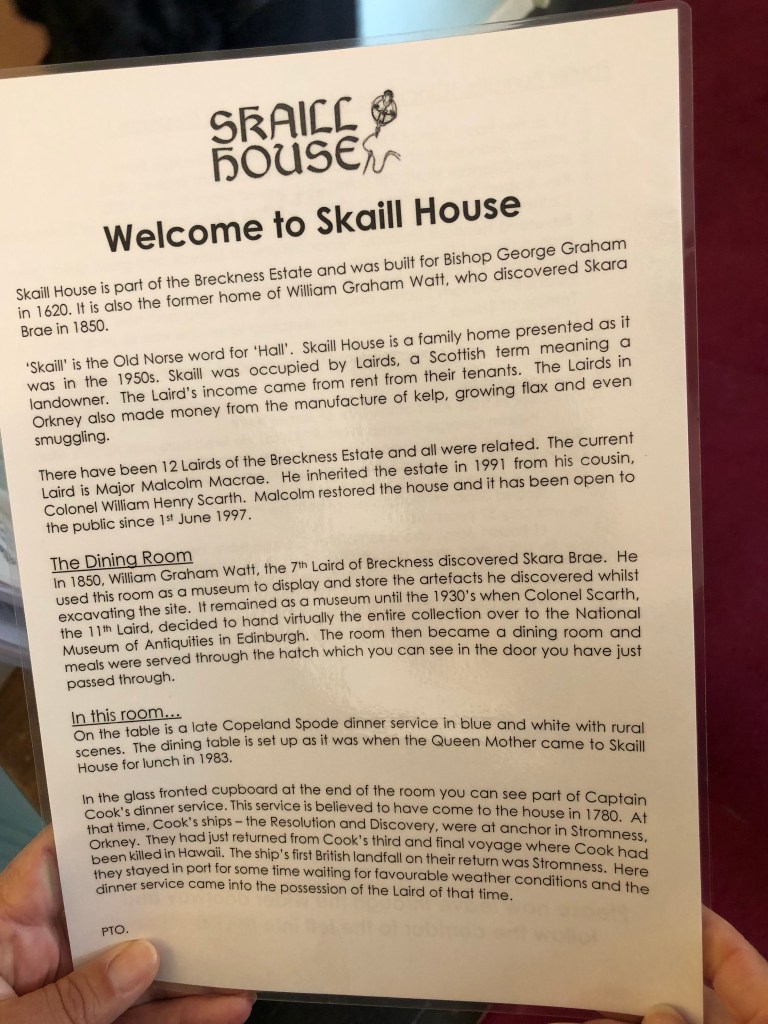 SKAILL
HOUSE
Welcome to Skaill House
Skaill House is part of the Breckness Estate and was built for Bishop George Graham
in 1620. It is also the former home of William Graham Watt, who discovered Skara
Brae in 1850.
'Skaill' is the Old Norse word for 'Hall'. Skaill House is a family home presented as it
was in the 1950s. Skaill was occupied by Lairds, a Scottish term meaning a
landowner. The Laird's income came from rent from their tenants. The Lairds in
Orkney also made money from the manufacture of kelp, growing flax and even
smuggling.
There have been 12 Lairds of the Breckness Estate and all were related. The current
Laird is Major Malcolm Macrae. He inherited the estate in 1991 from his cousin,
Colonel William Henry Scarth. Malcolm restored the house and it has been open to
the public since 1st June 1997.
The Dining Room
In 1850, William Graham Watt, the 7th Laird of Breckness discovered Skara Brae. He
used this room as a museum to display and store the artefacts he discovered whilst
excavating the site. It remained as a museum until the 1930's when Colonel Scarth,
the 11th Laird, decided to hand virtually the entire collection over to the National
Museum of Antiquities in Edinburgh. The room then became a dining room and
meals were served through the hatch which you can see in the door you have just
passed through.
In this room...
On the table is a late Copeland Spode dinner service in blue and white with rural
scenes. The dining table is set up as it was when the Queen Mother came to Skaill
House for lunch in 1983.
In the glass fronted cupboard at the end of the room you can see part of Captain
Cook's dinner service. This service is believed to have come to the house in 1780. At
that time, Cook's ships – the Resolution and Discovery, were at anchor in Stromness,
Orkney. They had just returned from Cook's third and final voyage where Cook had
been killed in Hawaii. The ship's first British landfall on their return was Stromness. Here
they stayed in port for some time waiting for favourable weather conditions and the
dinner service came into the possession of the Laird of that time.
PTO.